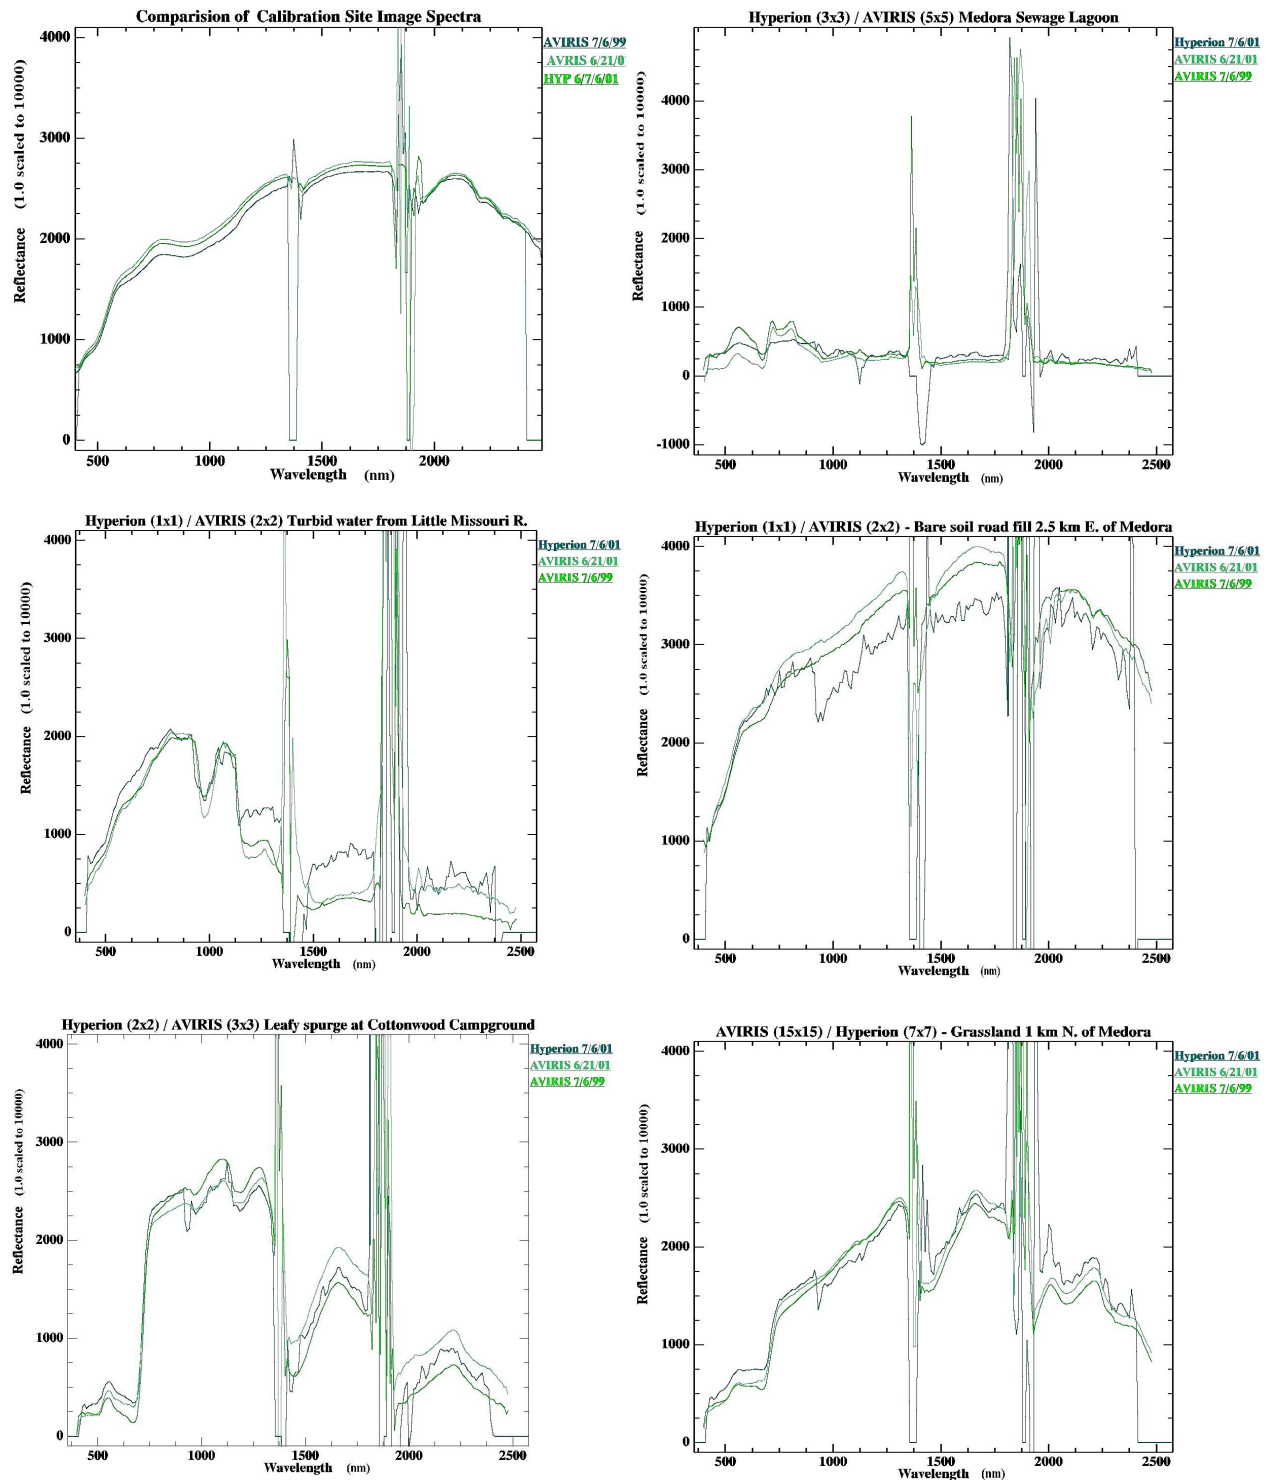 Comparision of Calibration Site Image Spectra
4000
3000
2000
1000
0
500 1000 1500 2000
Reflectance (1.0 scaled to 10000)
Wavelength (nm)
AVIRIS 7/6/99
AVRIS 6/21/01
HYP 6/7/6/01
Hyperion (3x3) / AVIRIS (5x5) Medora Sewage Lagoon
4000
3000
2000
1000
0
-1000
500 1000 1500 2000 2500
Reflectance (1.0 scaled to 10000)
Wavelength (nm)
Hyperion 7/6/01
AVIRIS 6/21/01
AVIRIS 7/6/99
Hyperion (1x1) / AVIRIS (2x2) Turbid water from Little Missouri R.
4000
3000
2000
1000
0
500 1000 1500 2000 2500
Reflectance (1.0 scaled to 10000)
Wavelength (nm)
Hyperion 7/6/01
AVIRIS 6/21/01
AVIRIS 7/6/99
Hyperion (1x1) / AVIRIS (2x2) - Bare soil road fill 2.5 km E. of Medora
4000
3000
2000
1000
0
500 1000 1500 2000 2500
Reflectance (1.0 scaled to 10000)
Wavelength (nm)
Hyperion 7/6/01
AVIRIS 6/21/01
AVIRIS 7/6/99
Hyperion (2x2) / AVIRIS (3x3) Leafy spurge at Cottonwood Campground
4000
3000
2000
1000
0
500 1000 1500 2000 2500
Reflectance (1.0 scaled to 10000)
Wavelength (nm)
Hyperion 7/6/01
AVIRIS 6/21/01
AVIRIS 7/6/99
AVIRIS (15x15) / Hyperion (7x7) - Grassland 1 km N. of Medora
4000
3000
2000
1000
0
500 1000 1500 2000 2500
Reflectance (1.0 scaled to 10000)
Wavelength (nm)
Hyperion 7/6/01
AVIRIS 6/21/01
AVIRIS 7/6/99